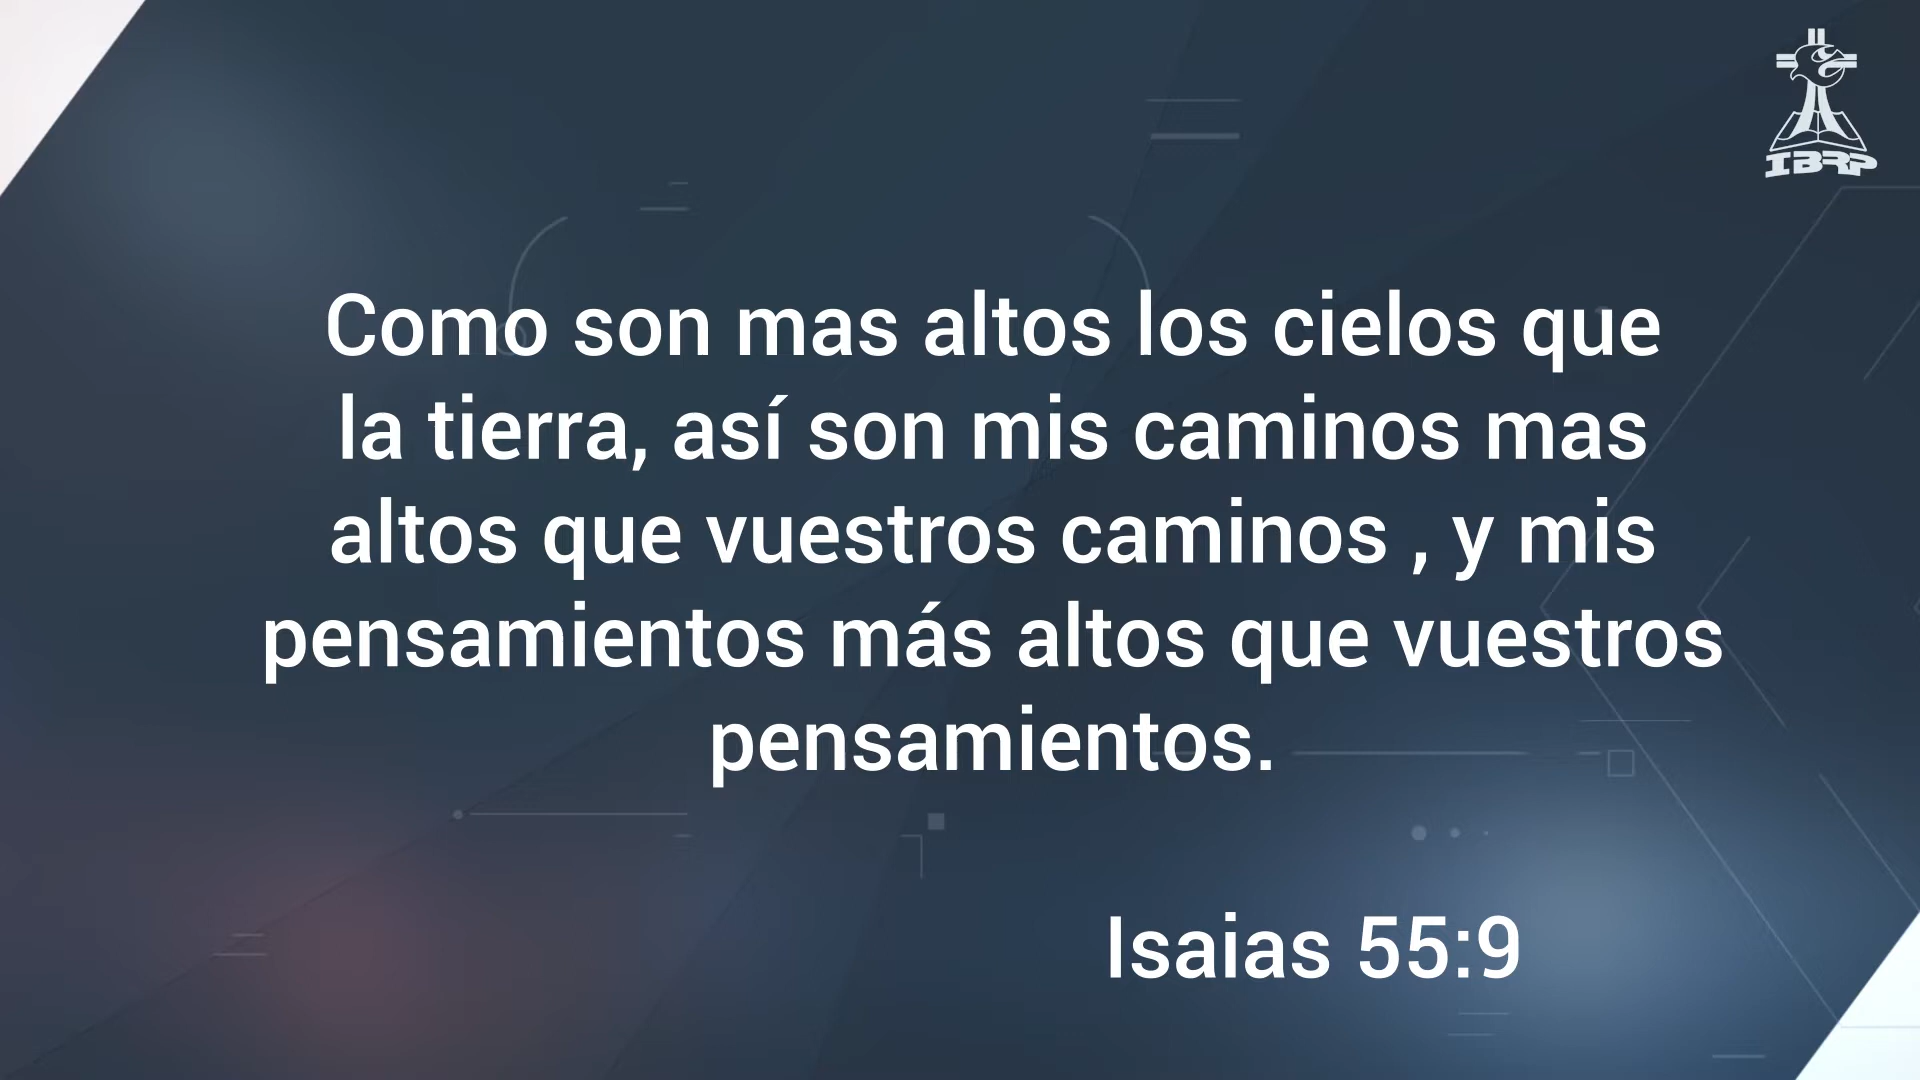 IBRP
Como son mas altos los cielos que
la tierra, así son mis caminos mas
altos que vuestros caminos , y mis
pensamientos más altos que vuestros
pensamientos.
Isaias 55:9